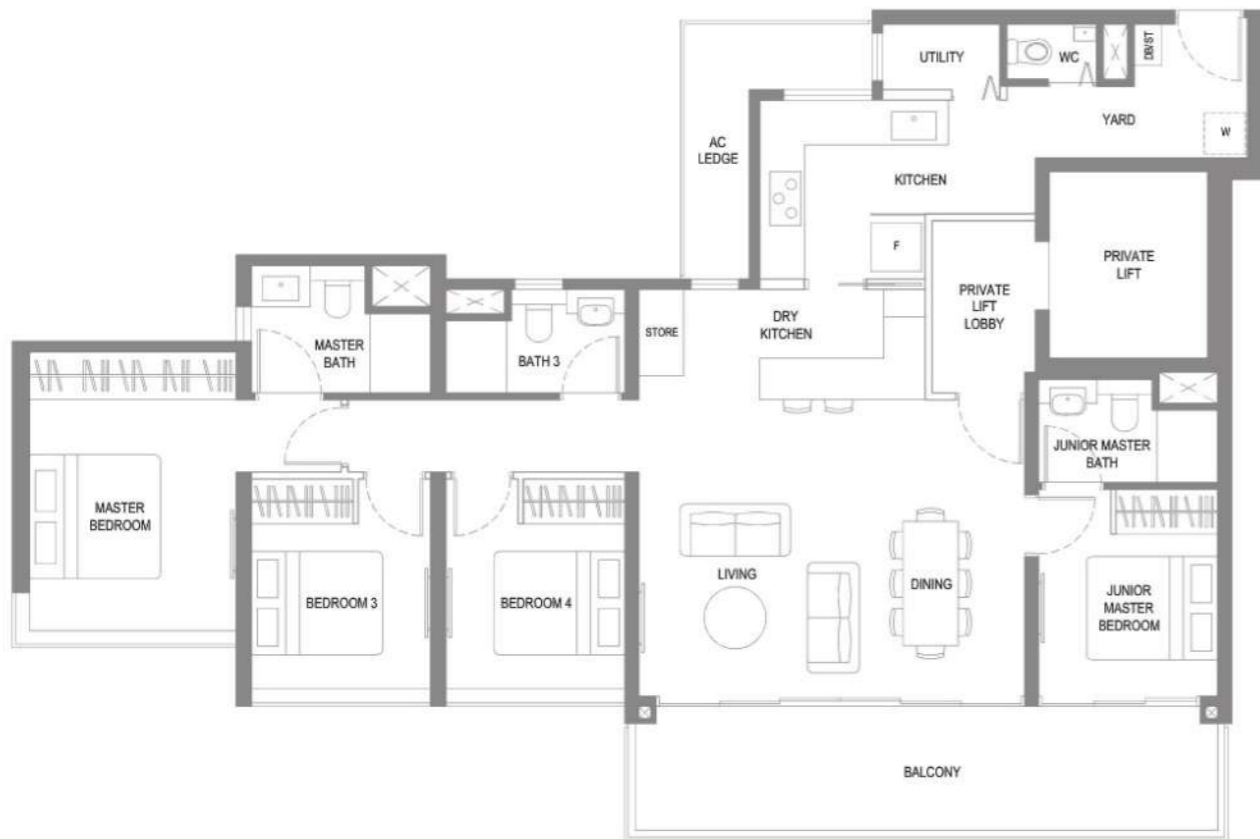 UTILITY
WC
DB/ST
YARD
W
AC
LEDGE
KITCHEN
F
PRIVATE
LIFT
PRIVATE
LIFT
LOBBY
DRY
KITCHEN
STORE
MASTER
BATH
BATH 3
JUNIOR MASTER
BATH
MASTER
BEDROOM
BEDROOM 3
BEDROOM 4
LIVING
DINING
JUNIOR
MASTER
BEDROOM
BALCONY